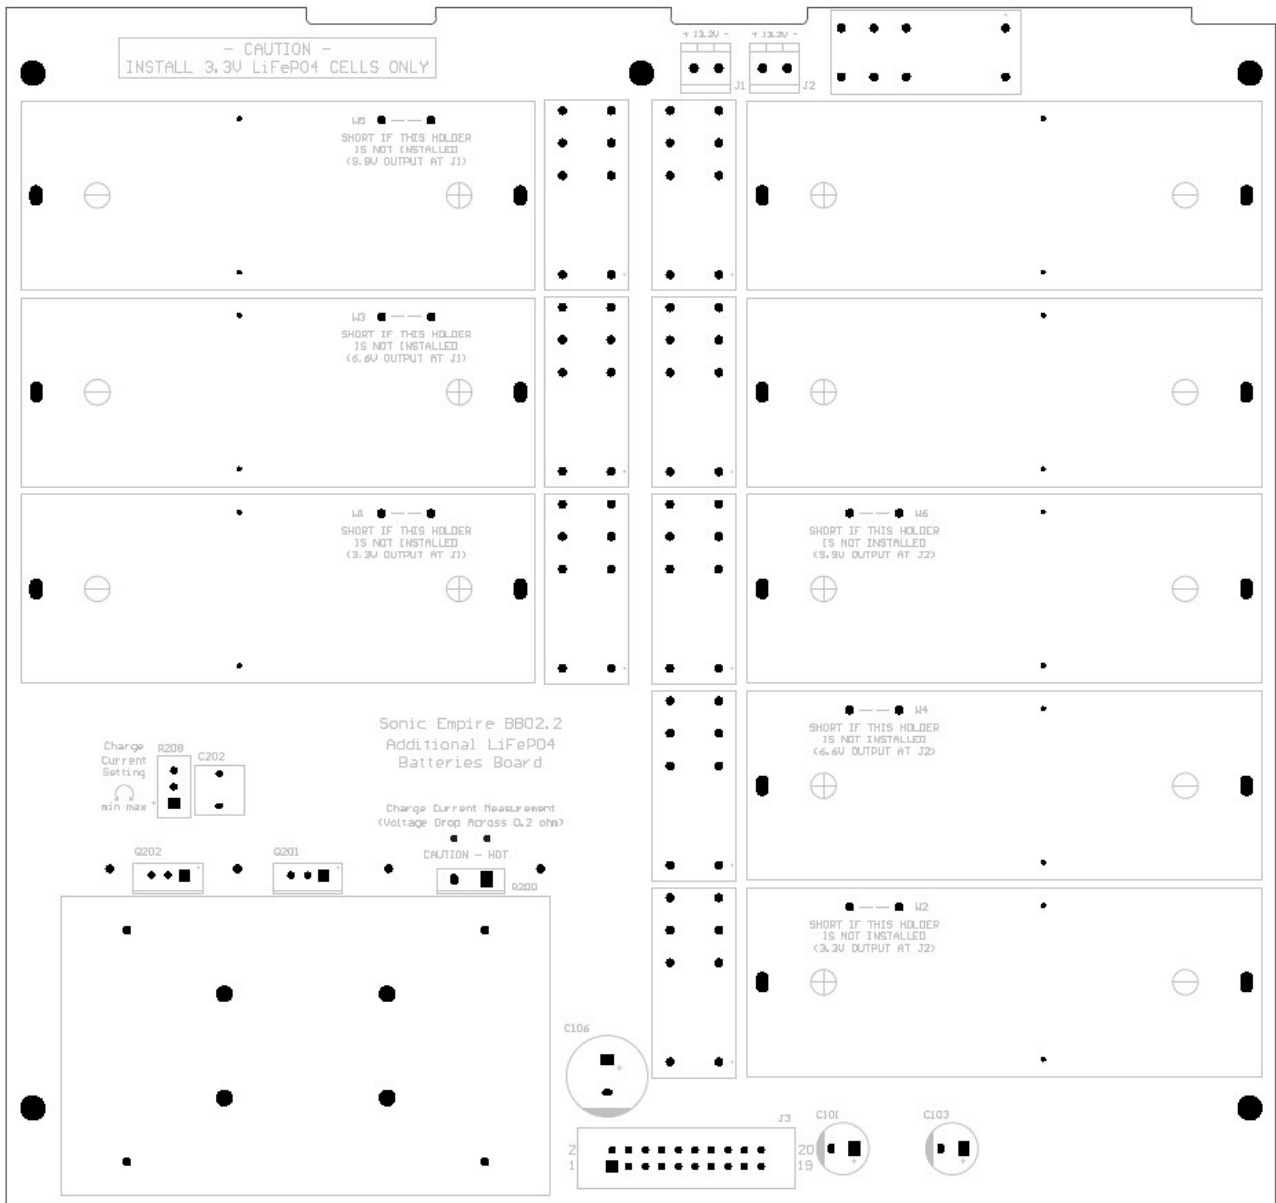 - CAUTION -
INSTALL 3.3V LiFePO4 CELLS ONLY
+ 13.2V -
+ 13.2V -
J1
J2
W5
SHORT IF THIS HOLDER
IS NOT INSTALLED
(9.9V OUTPUT AT J1)
W3
SHORT IF THIS HOLDER
IS NOT INSTALLED
(6.6V OUTPUT AT J1)
W1
SHORT IF THIS HOLDER
IS NOT INSTALLED
(3.3V OUTPUT AT J1)
W6
SHORT IF THIS HOLDER
IS NOT INSTALLED
(9.9V OUTPUT AT J2)
W4
SHORT IF THIS HOLDER
IS NOT INSTALLED
(6.6V OUTPUT AT J2)
W2
SHORT IF THIS HOLDER
IS NOT INSTALLED
(3.3V OUTPUT AT J2)
Sonic Empire BB02.2
Additional LiFePO4
Batteries Board
Charge
Current
Setting
min max
R208
C202
Charge Current Measurement
(Voltage Drop Across 0.2 ohm)
CAUTION - HOT
Q202
Q201
R200
C106
J3
2
1
20
19
C101
C103